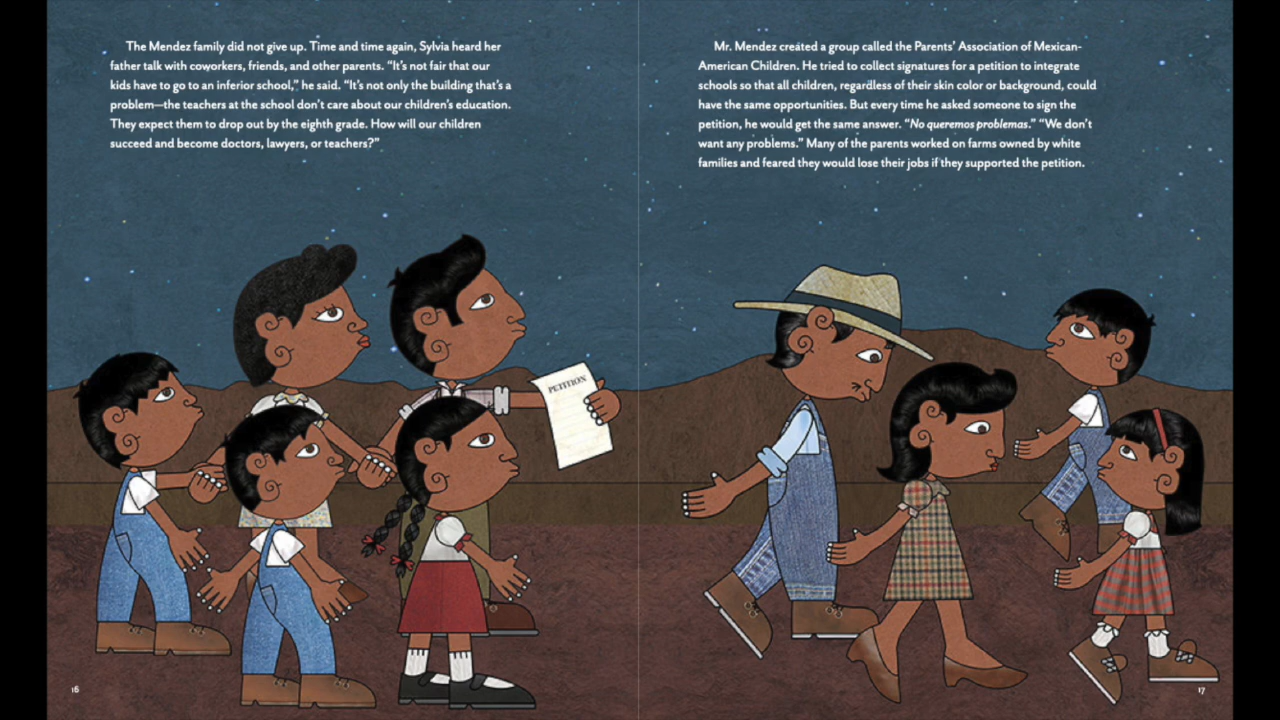 The Mendez family did not give up. Time and time again, Sylvia heard her
father talk with coworkers, friends, and other parents. “It’s not fair that our
kids have to go to an inferior school,” he said. “It’s not only the building that’s a
problem—the teachers at the school don’t care about our children’s education.
They expect them to drop out by the eighth grade. How will our children
succeed and become doctors, lawyers, or teachers?”
PETITION
16
Mr. Mendez created a group called the Parents’ Association of Mexican-
American Children. He tried to collect signatures for a petition to integrate
schools so that all children, regardless of their skin color or background, could
have the same opportunities. But every time he asked someone to sign the
petition, he would get the same answer. “No queremos problemas.” “We don’t
want any problems.” Many of the parents worked on farms owned by white
families and feared they would lose their jobs if they supported the petition.
17